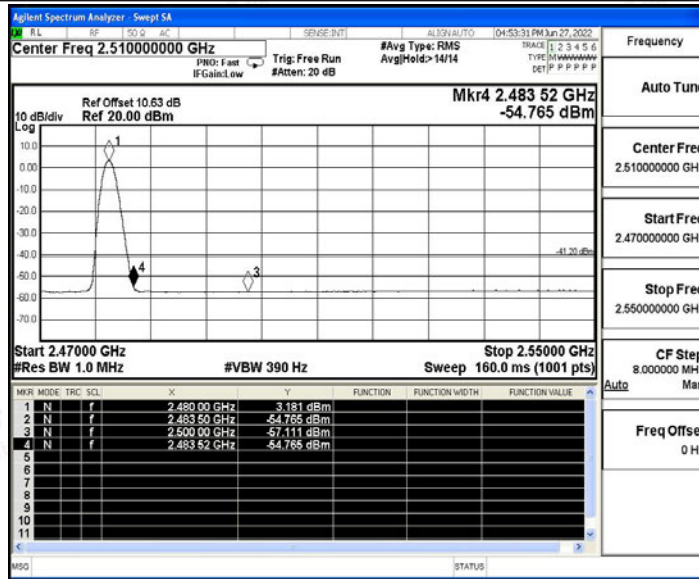 Agilent Spectrum Analyzer - Swept SA
RL RF 50 Ω AC SENSE:INT ALIGN AUTO 04:53:31 PM Jun 27, 2022
Center Freq 2.510000000 GHz
PNO: Fast
IFGain:Low
Trig: Free Run
#Atten: 20 dB
#Avg Type: RMS
Avg|Hold:> 14/14
TRACE 1 2 3 4 5 6
TYPE M W W W W W
DET P P P P P P
Ref Offset 10.63 dB
10 dB/div Ref 20.00 dBm
Log
Mkr4 2.483 52 GHz
-54.765 dBm
10.0
0.00
-10.0
-20.0
-30.0
-40.0
-50.0
-60.0
-70.0
1
4
3
-41.20 dBm
Start 2.47000 GHz Stop 2.55000 GHz
#Res BW 1.0 MHz #VBW 390 Hz Sweep 160.0 ms (1001 pts)
MKR MODE TRC SCL X Y FUNCTION FUNCTION WIDTH FUNCTION VALUE
1 N f 2.480 00 GHz 3.181 dBm
2 N f 2.483 50 GHz -54.765 dBm
3 N f 2.500 00 GHz -57.111 dBm
4 N f 2.483 52 GHz -54.765 dBm
5
6
7
8
9
10
11
MSG STATUS
Frequency
Auto Tune
Center Freq
2.510000000 GH
Start Freq
2.470000000 GH
Stop Freq
2.550000000 GH
CF Step
8.000000 MH
Auto Man
Freq Offse
0 H